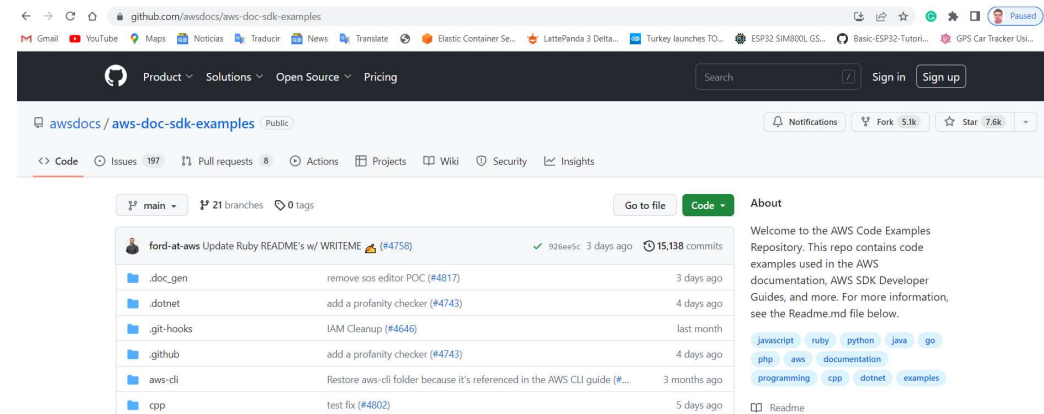 github.com/awsdocs/aws-doc-sdk-examples Paused
Gmail YouTube Maps Noticias Traducir News Translate Elastic Container Se... LattePanda 3 Delta... Turkey launches TO... ESP32 SIM800L GS... Basic-ESP32-Tutori... GPS Car Tracker Usi...
Product Solutions Open Source Pricing Search / Sign in Sign up
awsdocs / aws-doc-sdk-examples Public Notifications Fork 5.1k Star 7.6k
<> Code Issues 197 Pull requests 8 Actions Projects Wiki Security Insights
main 21 branches 0 tags Go to file Code
ford-at-aws Update Ruby README's w/ WRITEME ✍ (#4758) 926ee5c 3 days ago 15,138 commits
.doc_gen remove sos editor POC (#4817) 3 days ago
.dotnet add a profanity checker (#4743) 4 days ago
.git-hooks IAM Cleanup (#4646) last month
.github add a profanity checker (#4743) 4 days ago
aws-cli Restore aws-cli folder because it's referenced in the AWS CLI guide (#... 3 months ago
cpp test fix (#4802) 5 days ago
About
Welcome to the AWS Code Examples
Repository. This repo contains code
examples used in the AWS
documentation, AWS SDK Developer
Guides, and more. For more information,
see the Readme.md file below.
javascript ruby python java go
php aws documentation
programming cpp dotnet examples
Readme